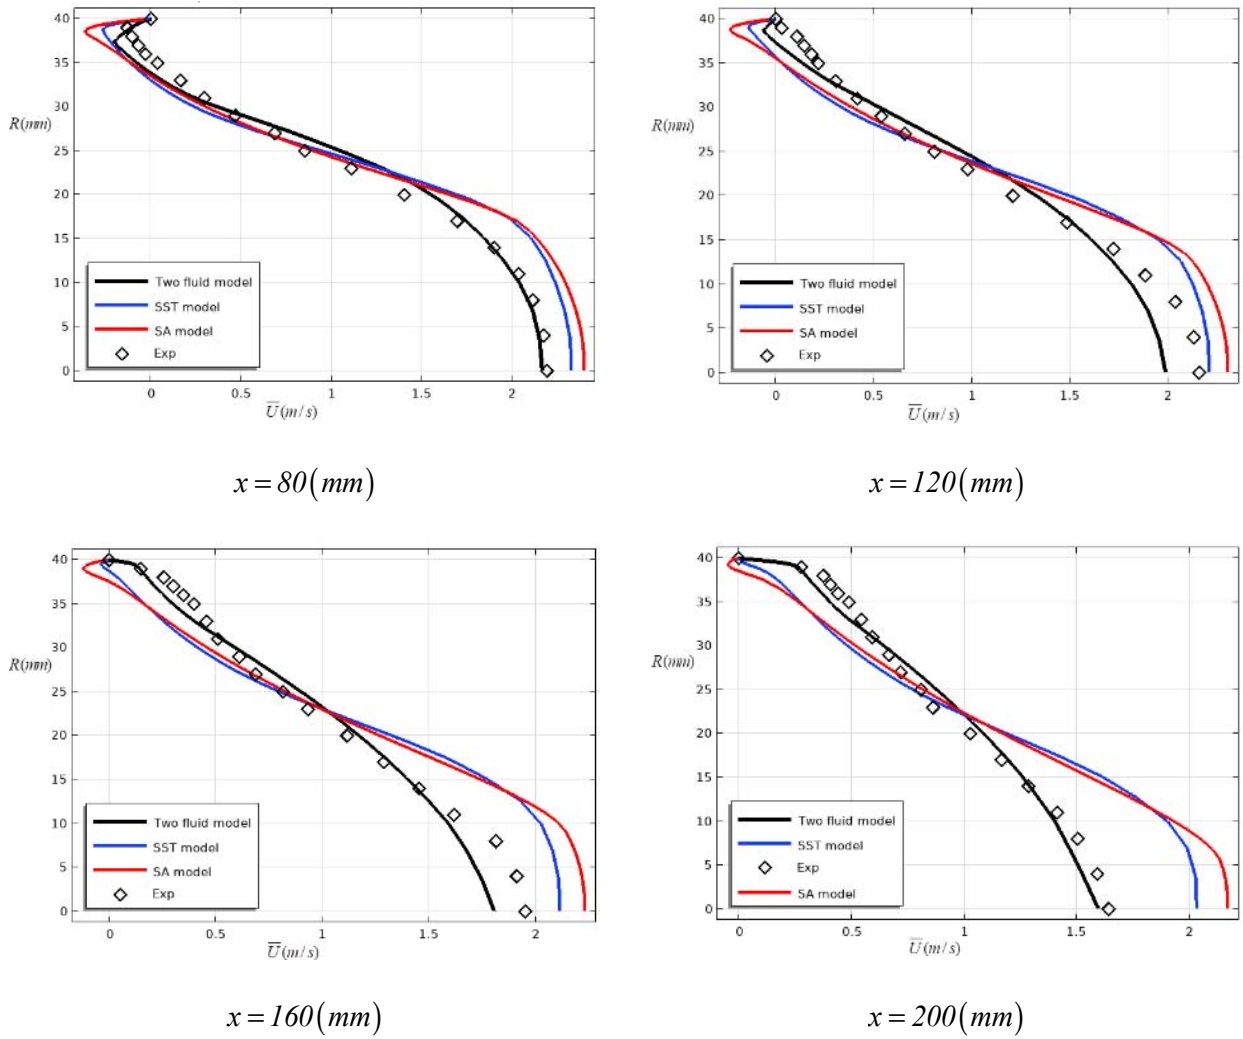 40
35
30
R(mm)
25
20
15
10
5
0
Two fluid model
SST model
SA model
Exp
0 0.5 1 1.5 2
U̅(m/s)
x = 80(mm)
40
35
30
R(mm)
25
20
15
10
5
0
Two fluid model
SST model
SA model
Exp
0 0.5 1 1.5 2
U̅(m/s)
x = 120(mm)
40
35
30
R(mm)
25
20
15
10
5
0
Two fluid model
SST model
SA model
Exp
0 0.5 1 1.5 2
U̅(m/s)
x = 160(mm)
40
35
30
R(mm)
25
20
15
10
5
0
Two fluid model
SST model
Exp
SA model
0 0.5 1 1.5 2
U̅(m/s)
x = 200(mm)